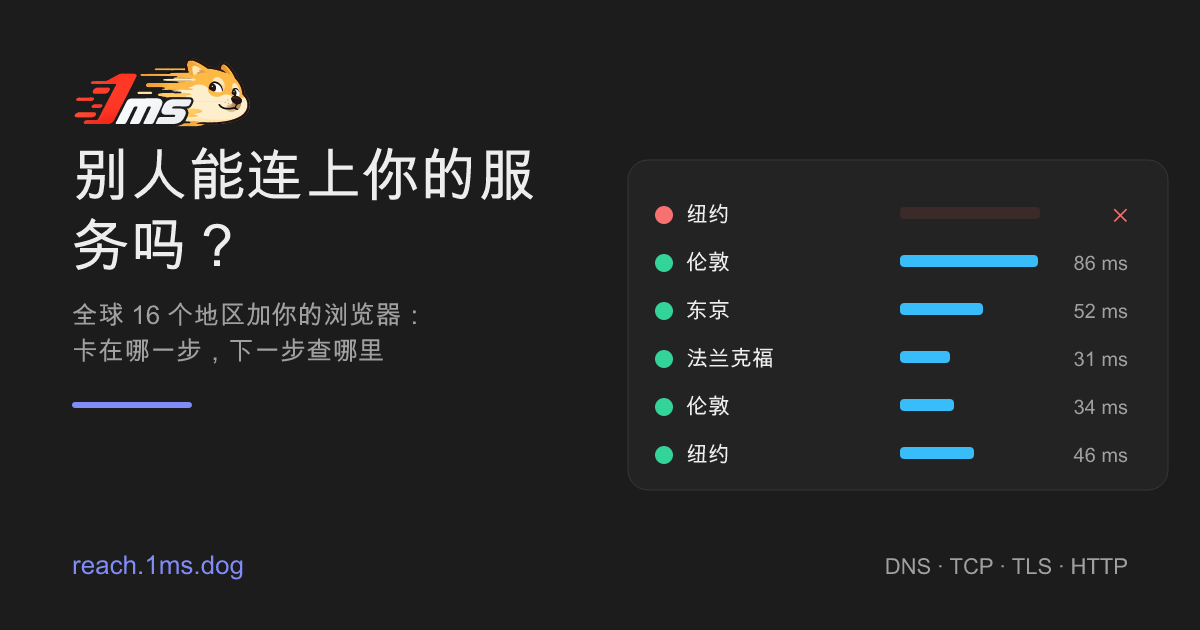 1ms
别人能连上你的服
务吗？
全球 16 个地区加你的浏览器：
卡在哪一步，下一步查哪里
纽约 ×
伦敦 86 ms
东京 52 ms
法兰克福 31 ms
伦敦 34 ms
纽约 46 ms
reach.1ms.dog
DNS · TCP · TLS · HTTP